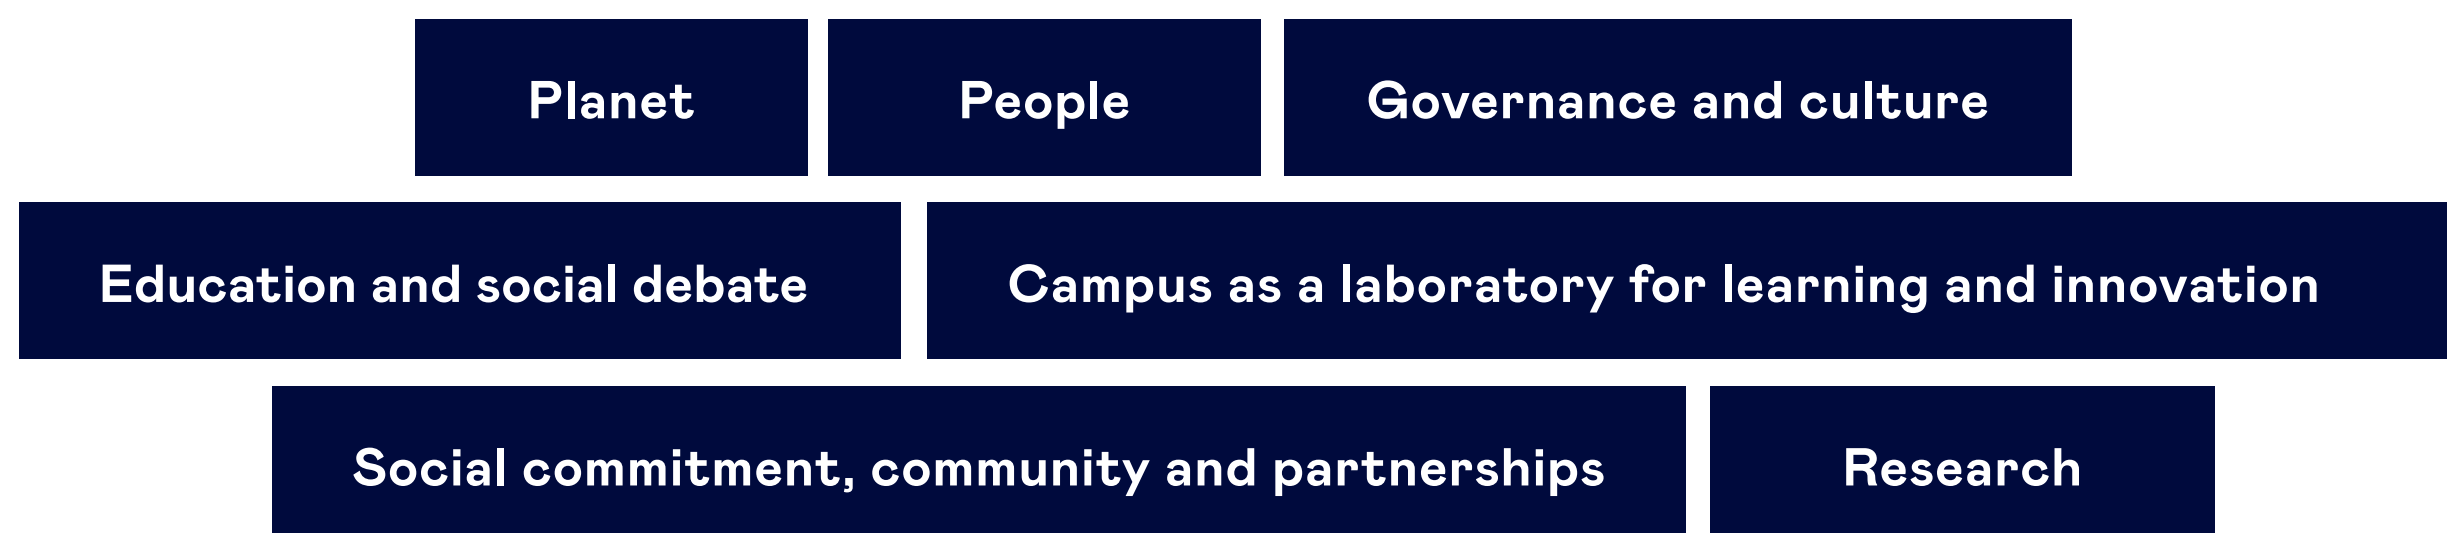 Planet
People
Governance and culture
Education and social debate
Campus as a laboratory for learning and innovation
Social commitment, community and partnerships
Research